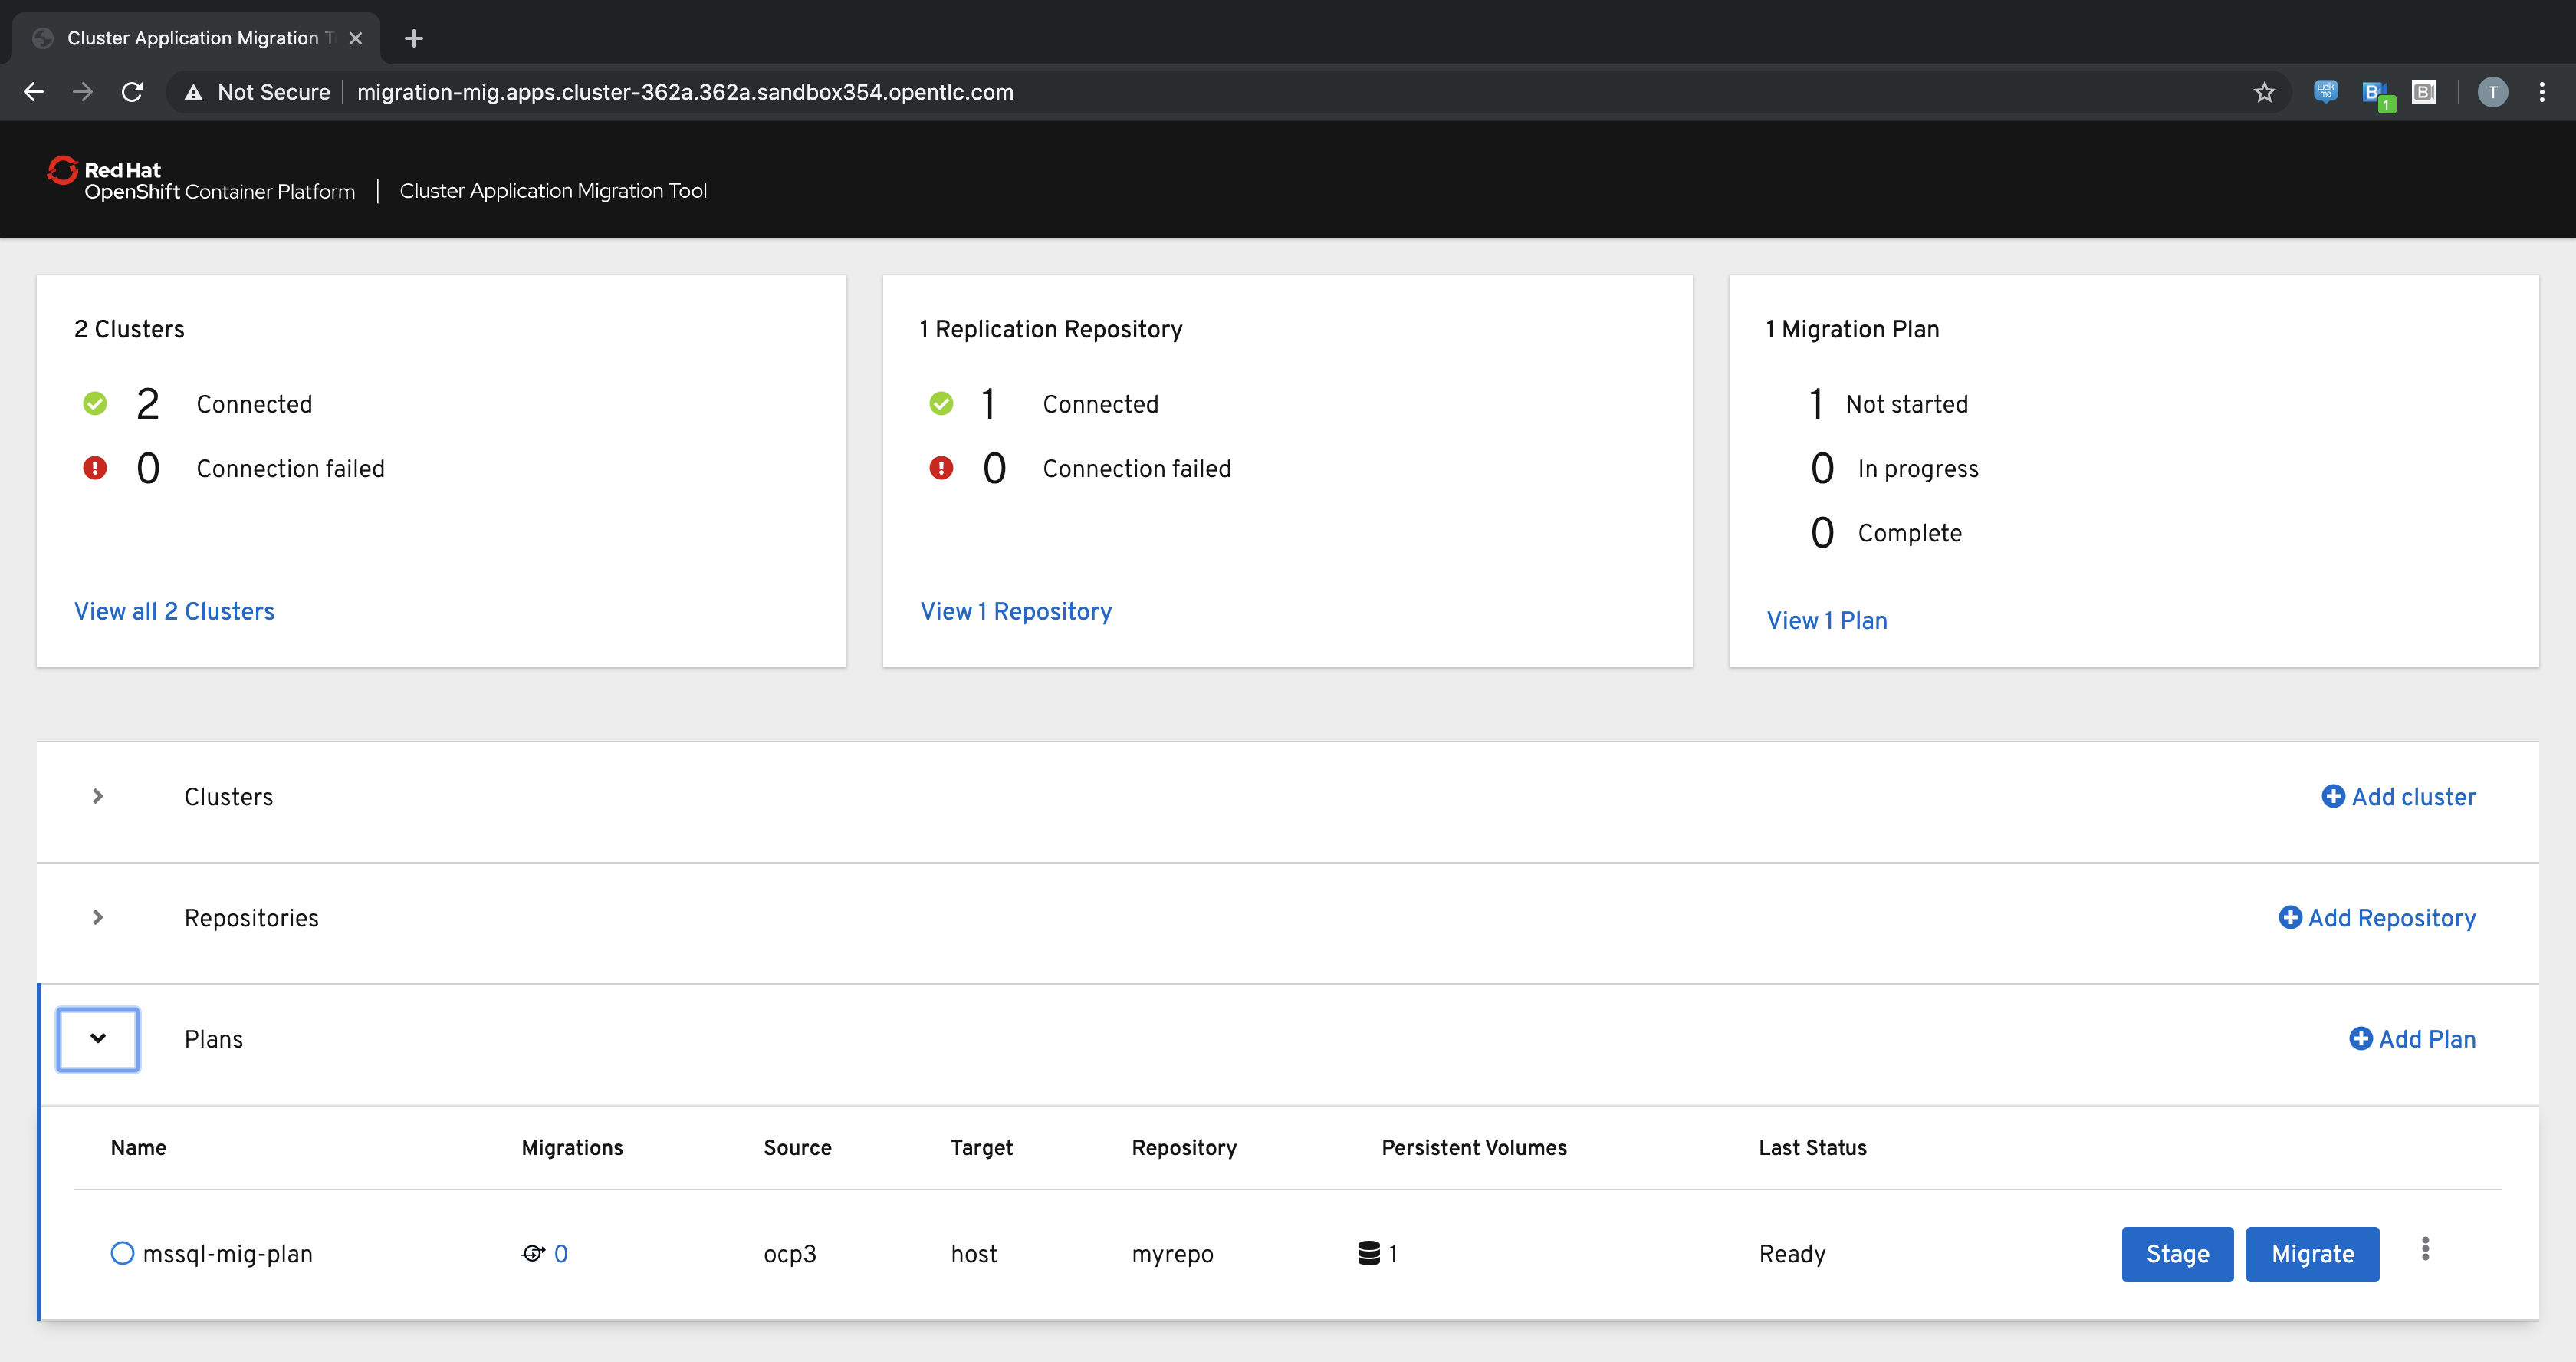 Cluster Application Migration T
Not Secure
migration-mig.apps.cluster-362a.362a.sandbox354.opentlc.com
walk me
B
1
B
T
Red Hat
OpenShift Container Platform
Cluster Application Migration Tool
2 Clusters
2 Connected
0 Connection failed
View all 2 Clusters
1 Replication Repository
1 Connected
0 Connection failed
View 1 Repository
1 Migration Plan
1 Not started
0 In progress
0 Complete
View 1 Plan
Clusters
Add cluster
Repositories
Add Repository
Plans
Add Plan
Name Migrations Source Target Repository Persistent Volumes Last Status
mssql-mig-plan 0 ocp3 host myrepo 1 Ready Stage Migrate